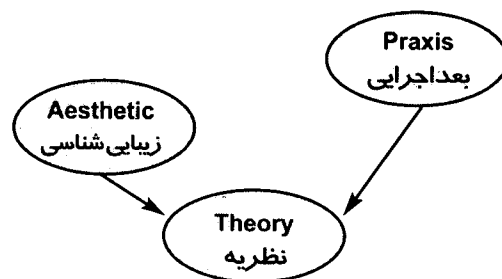 Praxis
بعداجرایی
Aesthetic
زیبایی‌شناسی
Theory
نظریه